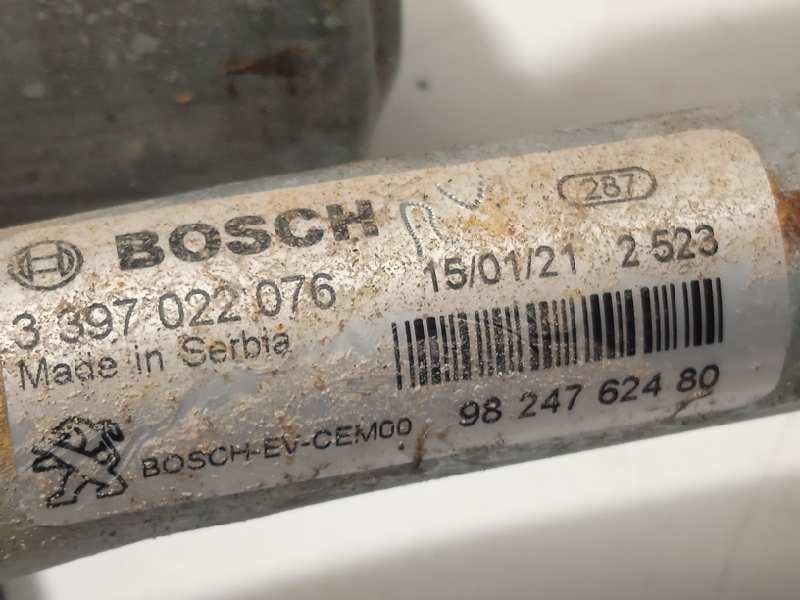 BOSCH
287
3 397 022 076
15/01/21 2 523
Made in Serbia
BOSCH-EV-CEM00
98 247 624 80